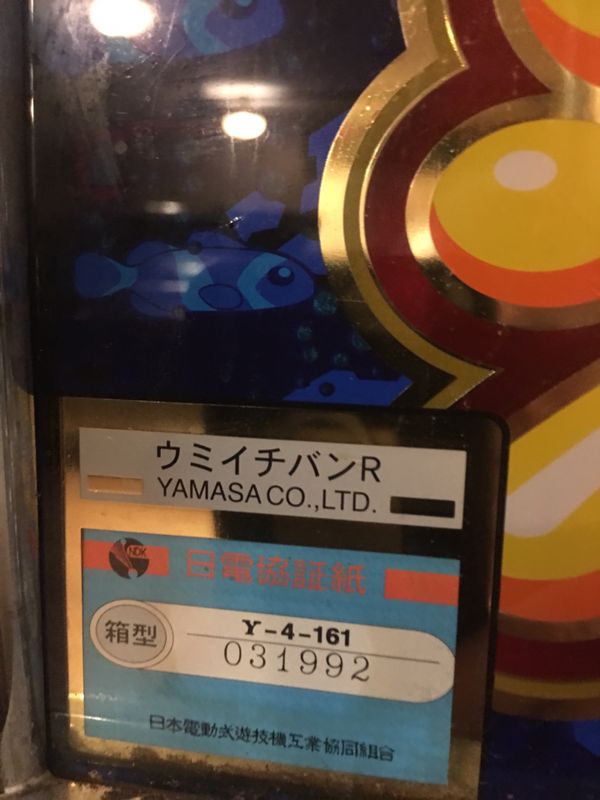 ウミイチバンR
YAMASA CO.,LTD.
NDK
日電協証紙
箱型
Y-4-161
031992
日本電動式遊技機工業協同組合